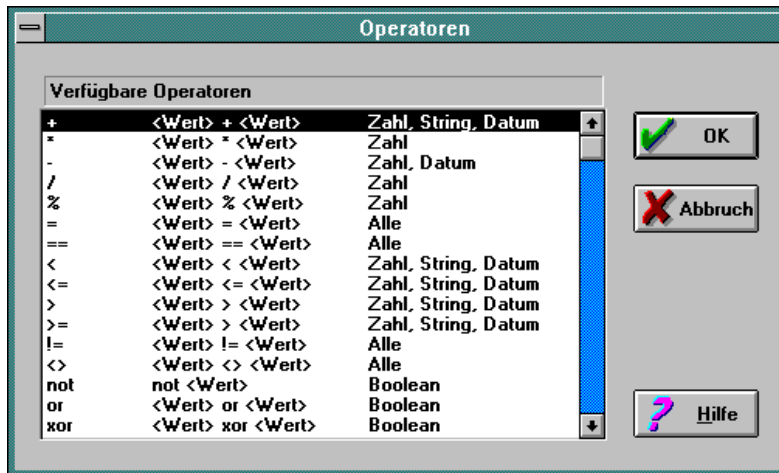 Operatoren
Verfügbare Operatoren
+ <Wert> + <Wert> Zahl, String, Datum
* <Wert> * <Wert> Zahl
- <Wert> - <Wert> Zahl, Datum
/ <Wert> / <Wert> Zahl
% <Wert> % <Wert> Zahl
= <Wert> = <Wert> Alle
== <Wert> == <Wert> Alle
< <Wert> < <Wert> Zahl, String, Datum
<= <Wert> <= <Wert> Zahl, String, Datum
> <Wert> > <Wert> Zahl, String, Datum
>= <Wert> > <Wert> Zahl, String, Datum
!= <Wert> != <Wert> Alle
<> <Wert> <> <Wert> Alle
not not <Wert> Boolean
or <Wert> or <Wert> Boolean
xor <Wert> xor <Wert> Boolean
OK
Abbruch
Hilfe